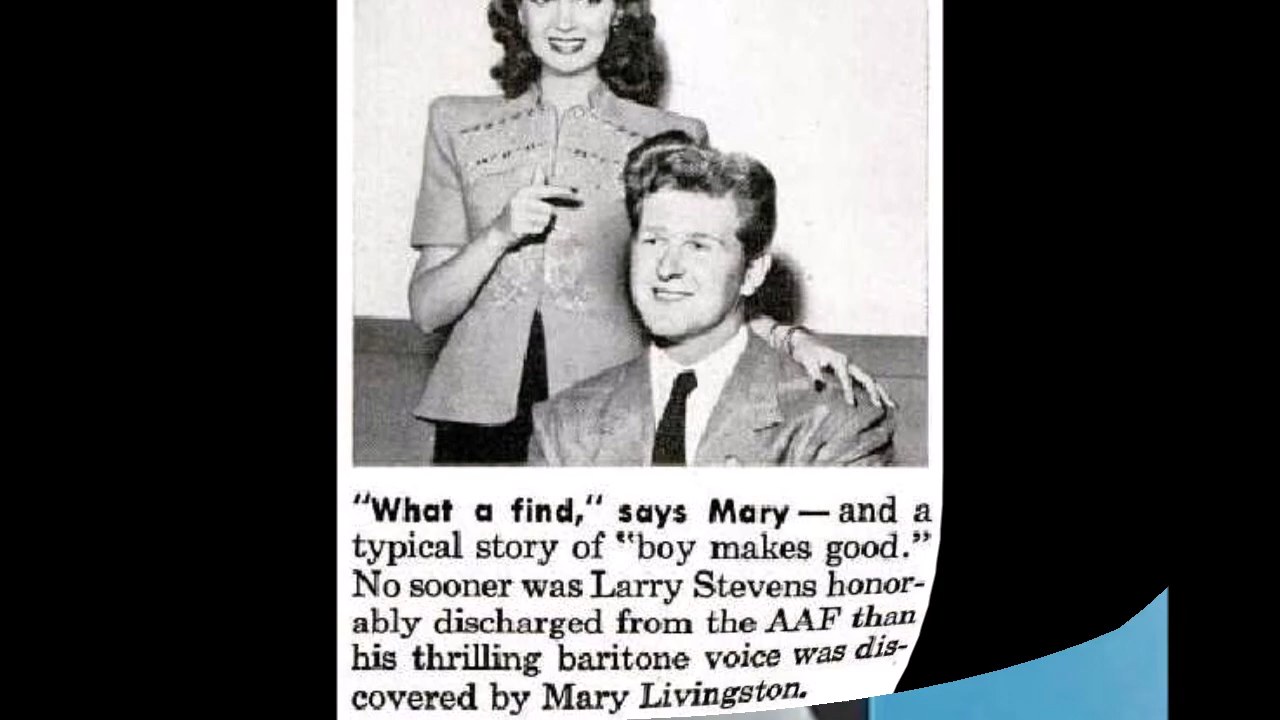 "What a find," says Mary — and a
typical story of "boy makes good."
No sooner was Larry Stevens honor-
ably discharged from the AAF than
his thrilling baritone voice was dis-
covered by Mary Livingston.